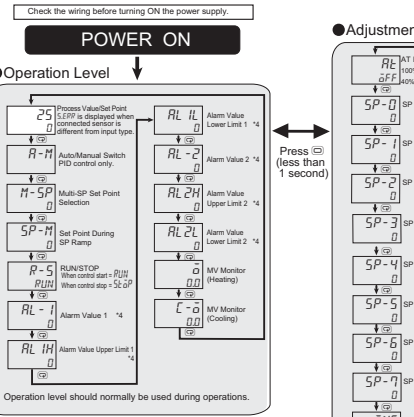 Check the wiring before turning ON the power supply.
POWER ON
●Operation Level
25
0
Process Value/Set Point
S.ERR is displayed when
connected sensor is
different from input type.
A-M
0
Auto/Manual Switch
PID control only.
M-SP
0
Multi-SP Set Point
Selection
SP-M
0
Set Point During
SP Ramp
R-S
RUN
RUN/STOP
When control start = RUN
When control stop = StoP
AL-1
0
Alarm Value 1 *4
AL 1H
0
Alarm Value Upper Limit 1
*4
AL 1L
0
Alarm Value
Lower Limit 1 *4
AL-2
0
Alarm Value 2 *4
AL2H
0
Alarm Value
Upper Limit 2 *4
AL2L
0
Alarm Value
Lower Limit 2 *4
o
0.0
MV Monitor
(Heating)
C-o
0.0
MV Monitor
(Cooling)
Operation level should normally be used during operations.
Press
(less than
1 second)
●Adjustmen
At
oFF
AT
100%
40%
SP-0
0
SP
SP-1
0
SP
SP-2
0
SP
SP-3
0
SP
SP-4
0
SP
SP-5
0
SP
SP-6
0
SP
SP-7
0
SP